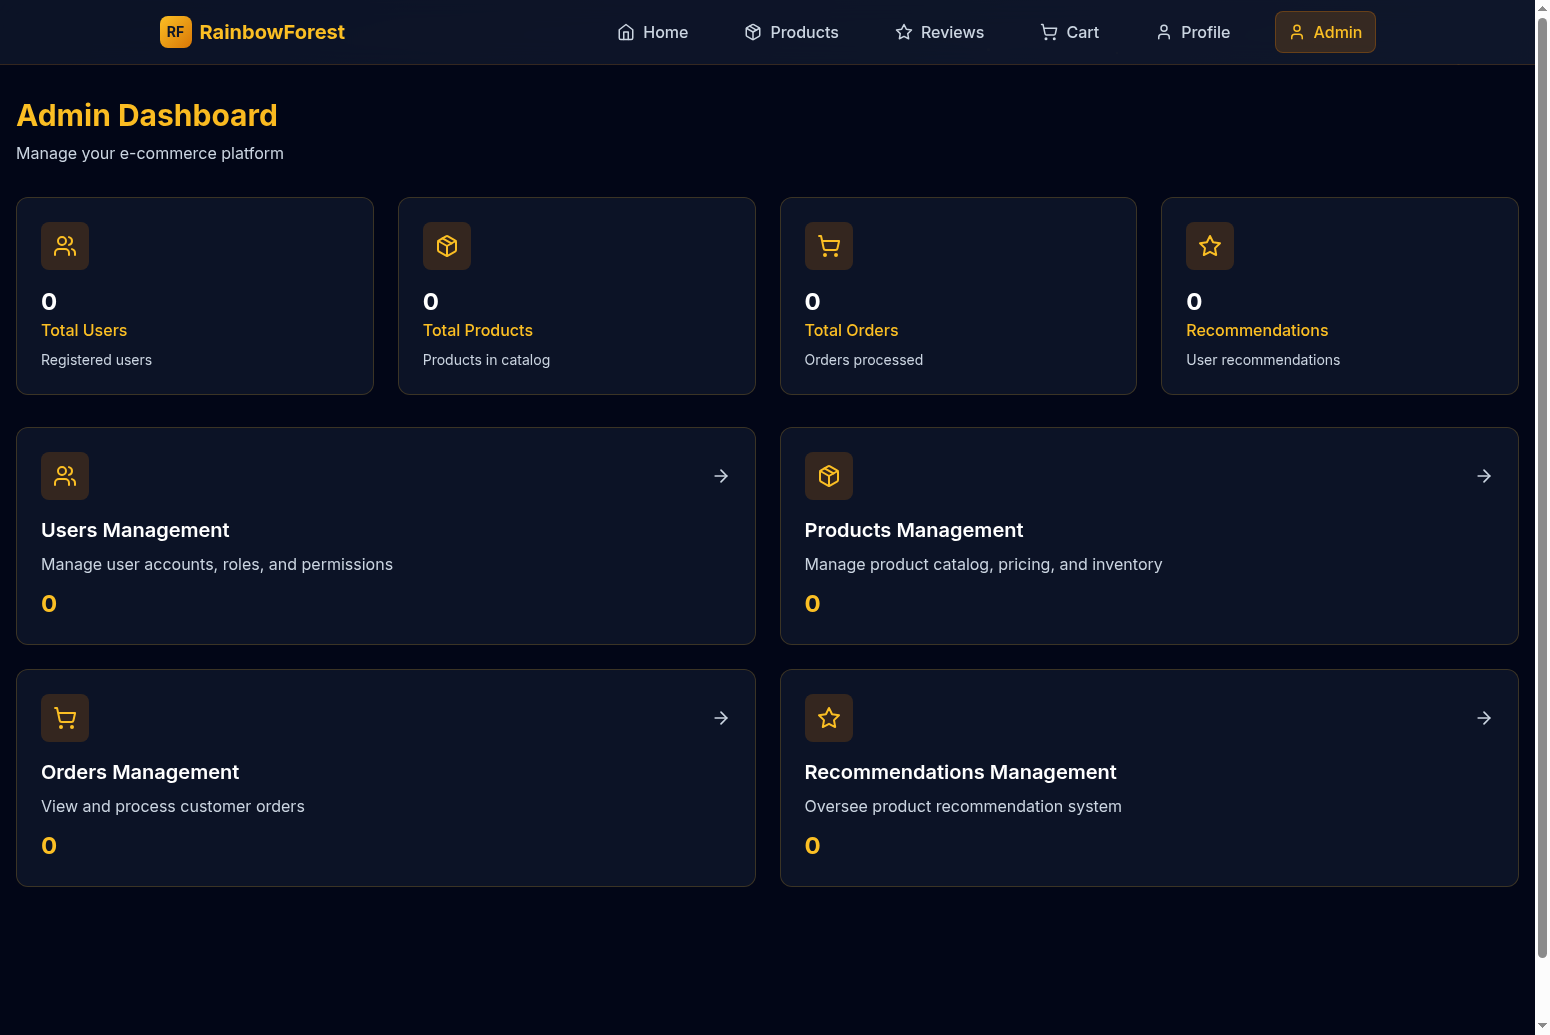 RF RainbowForest Home Products Reviews Cart Profile Admin
Admin Dashboard
Manage your e-commerce platform
0 0 0 0
Total Users Total Products Total Orders Recommendations
Registered users Products in catalog Orders processed User recommendations
Users Management
Manage user accounts, roles, and permissions
0
Products Management
Manage product catalog, pricing, and inventory
0
Orders Management
View and process customer orders
0
Recommendations Management
Oversee product recommendation system
0